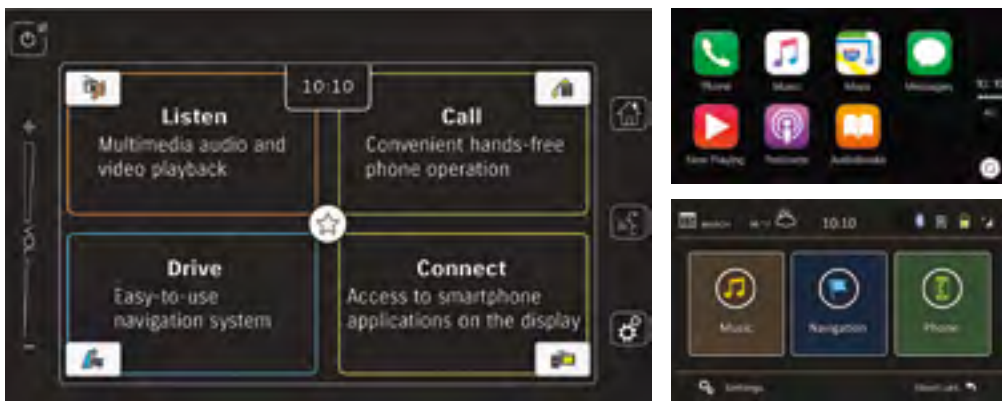 10:10
Listen
Multimedia audio and
video playback
Call
Convenient hands-free
phone operation
VOL
Drive
Easy-to-use
navigation system
Connect
Access to smartphone
applications on the display
Phone
Music
Maps
Messages
Now Playing
Podcasts
Audiobooks
10:10
Music
Navigation
Phone
Settings